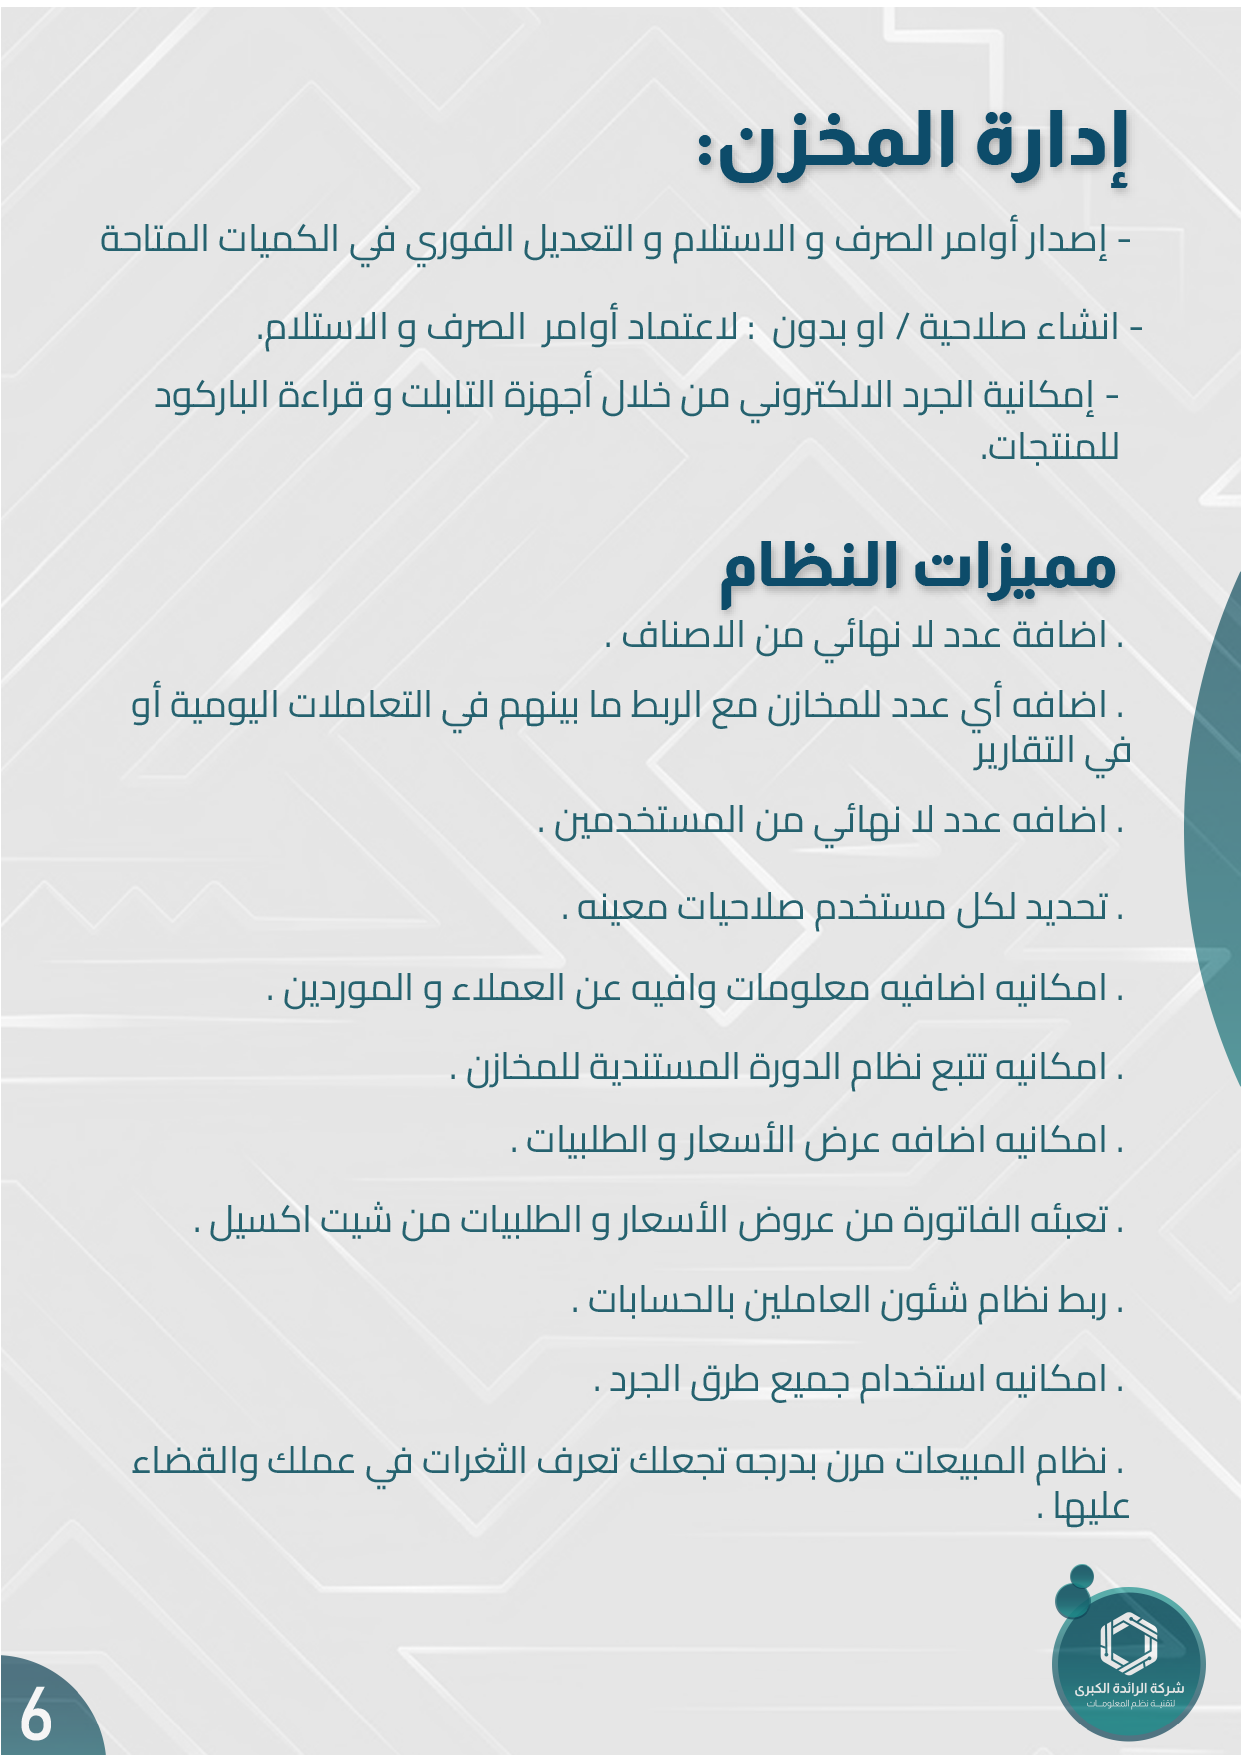 إدارة المخزن:
- إصدار أوامر الصرف و الاستلام و التعديل الفوري في الكميات المتاحة
- انشاء صلاحية / او بدون : لاعتماد أوامر الصرف و الاستلام.
- إمكانية الجرد الالكتروني من خلال أجهزة التابلت و قراءة الباركود
للمنتجات.
مميزات النظام
. اضافة عدد لا نهائي من الاصناف .
. اضافه أي عدد للمخازن مع الربط ما بينهم في التعاملات اليومية أو
في التقارير
. اضافه عدد لا نهائي من المستخدمين .
. تحديد لكل مستخدم صلاحيات معينه .
. امكانيه اضافيه معلومات وافيه عن العملاء و الموردين .
. امكانيه تتبع نظام الدورة المستندية للمخازن .
. امكانيه اضافه عرض الأسعار و الطلبيات .
. تعبئه الفاتورة من عروض الأسعار و الطلبيات من شيت اكسيل .
. ربط نظام شئون العاملين بالحسابات .
. امكانيه استخدام جميع طرق الجرد .
. نظام المبيعات مرن بدرجه تجعلك تعرف الثغرات في عملك والقضاء
عليها .
شركة الرائدة الكبرى
لتقنيــة نظـم المعلومــات
6